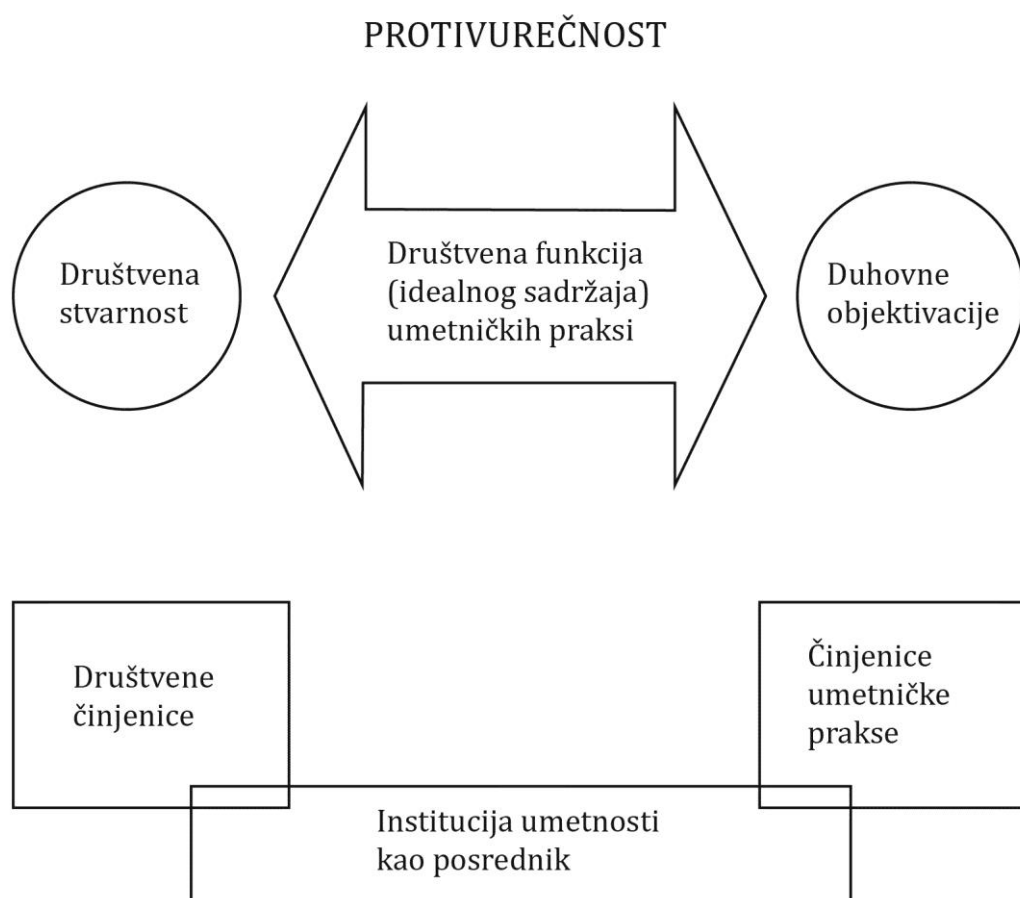 PROTIVUREČNOST
Društvena
stvarnost
Društvena funkcija
(idealnog sadržaja)
umetničkih praksi
Duhovne
objektivacije
Društvene
činjenice
Činjenice
umetničke
prakse
Institucija umetnosti
kao posrednik